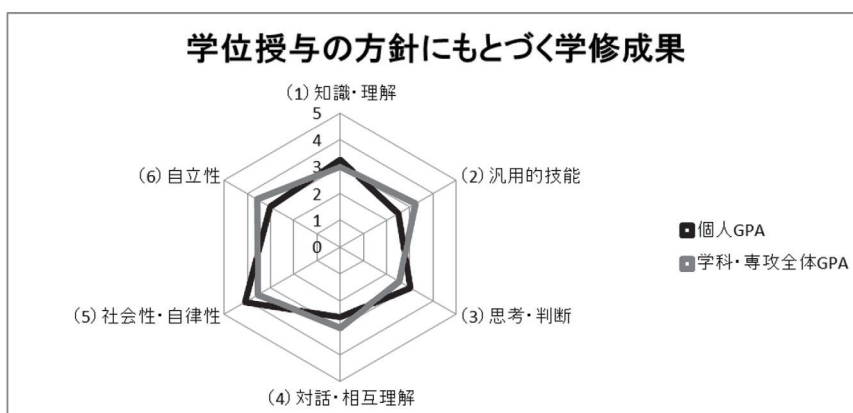 学位授与の方針にもとづく学修成果
(1) 知識・理解
5
4
3
2
1
0
(2) 汎用的技能
(3) 思考・判断
(4) 対話・相互理解
(5) 社会性・自律性
(6) 自立性
個人GPA
学科・専攻全体GPA